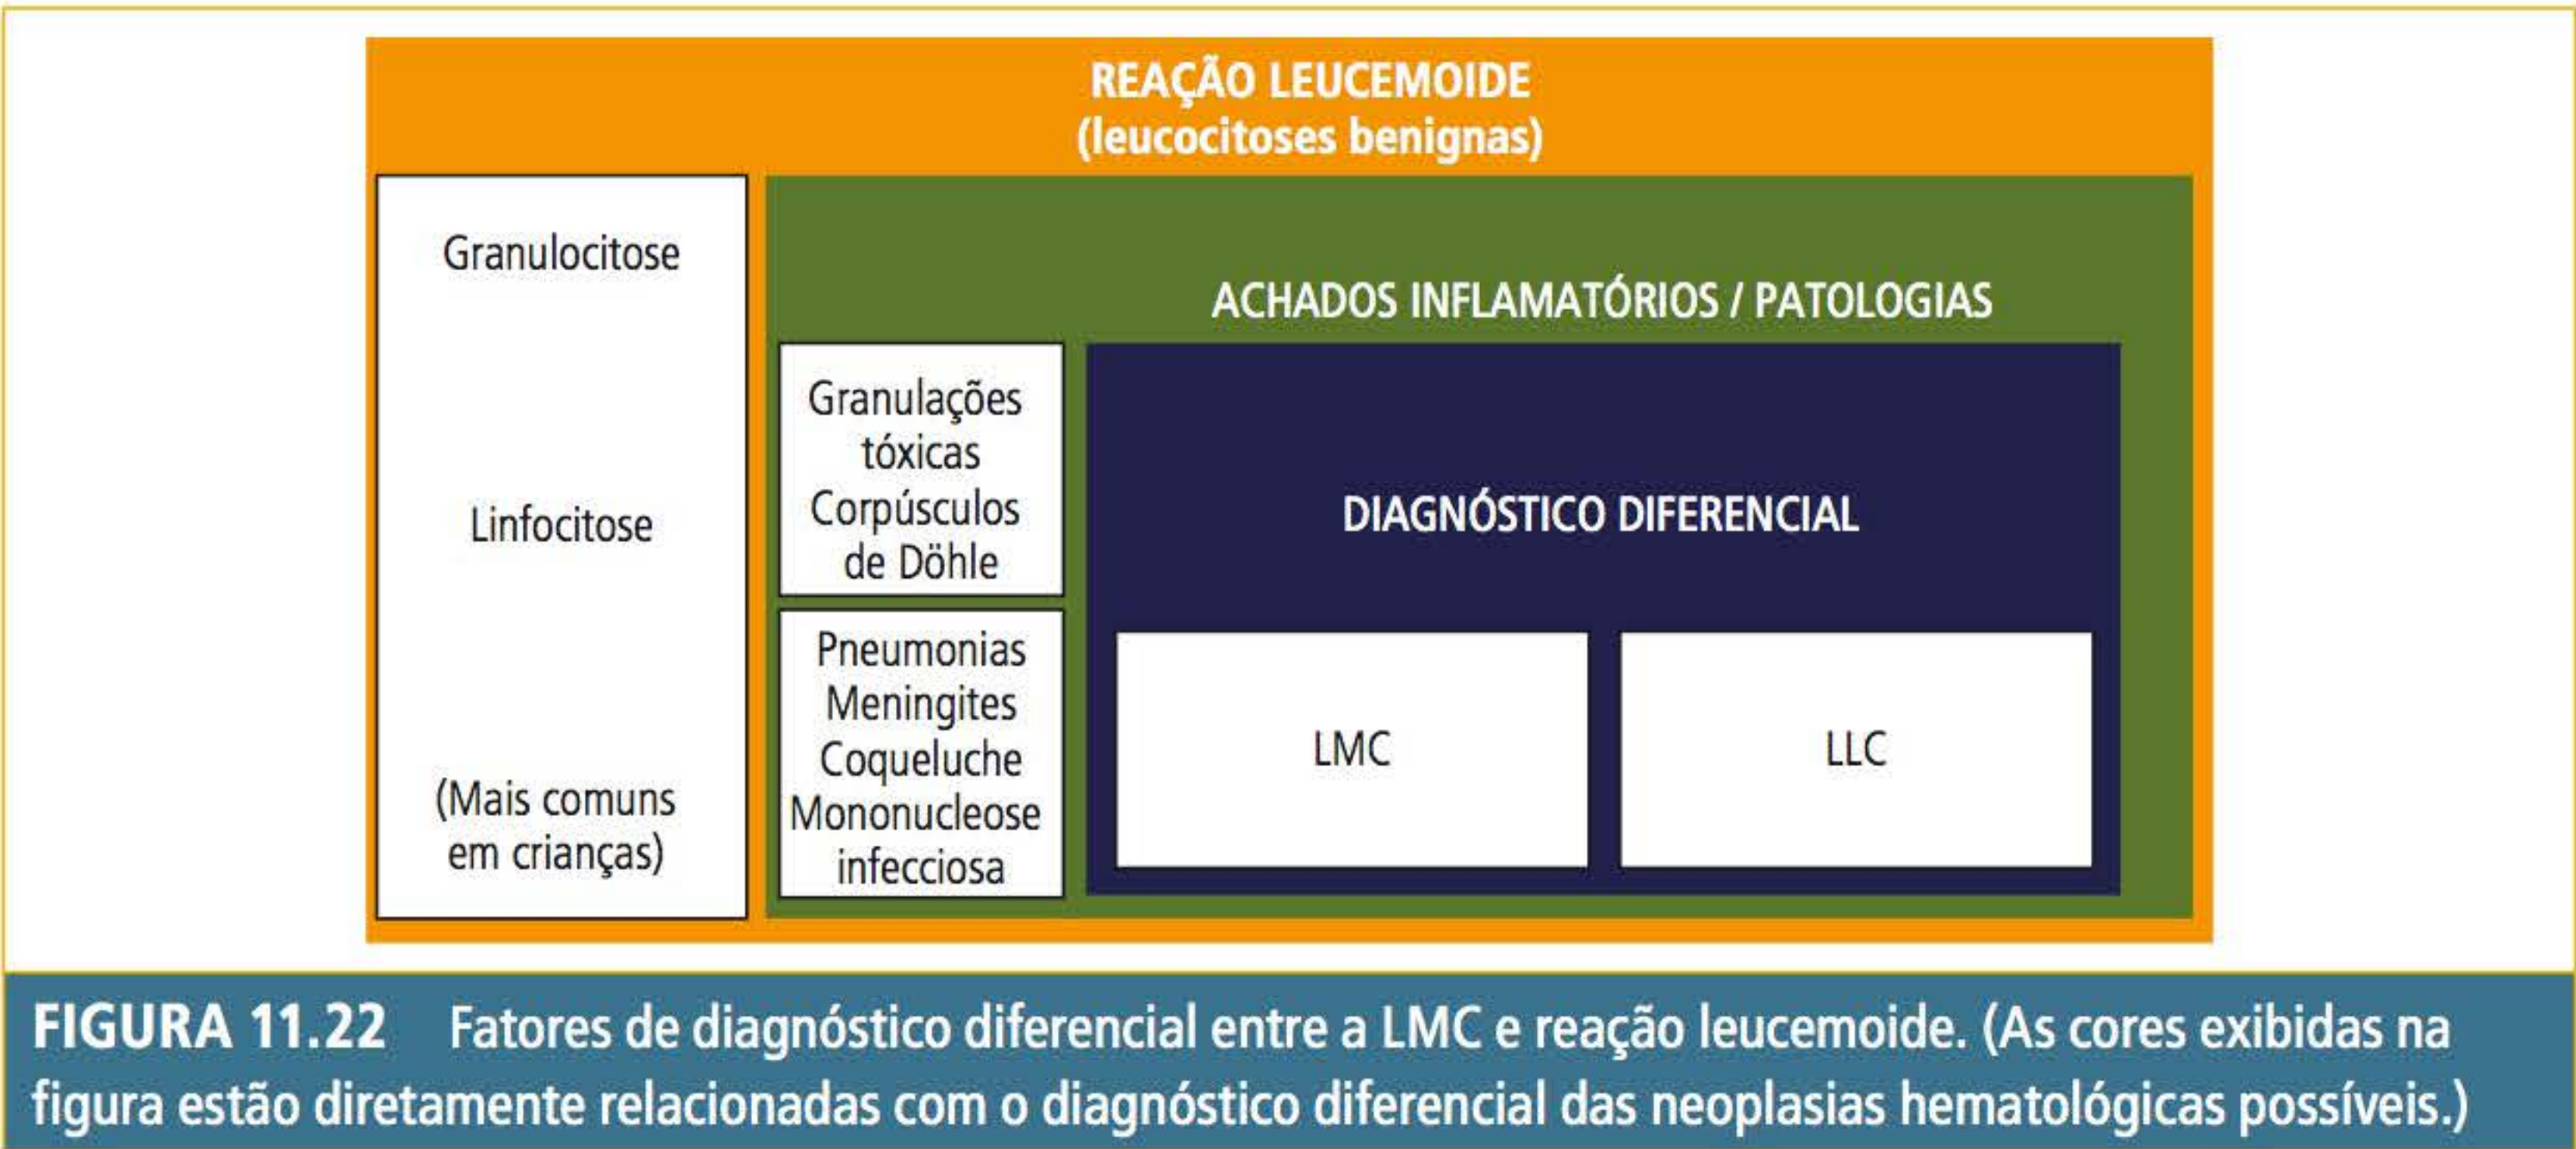 REAÇÃO LEUCEMOIDE
(leucocitoses benignas)
Granulocitose
Linfocitose
(Mais comuns
em crianças)
ACHADOS INFLAMATÓRIOS / PATOLOGIAS
Granulações
tóxicas
Corpúsculos
de Döhle
Pneumonias
Meningites
Coqueluche
Mononucleose
infecciosa
DIAGNÓSTICO DIFERENCIAL
LMC
LLC
FIGURA 11.22 Fatores de diagnóstico diferencial entre a LMC e reação leucemoide. (As cores exibidas na
figura estão diretamente relacionadas com o diagnóstico diferencial das neoplasias hematológicas possíveis.)